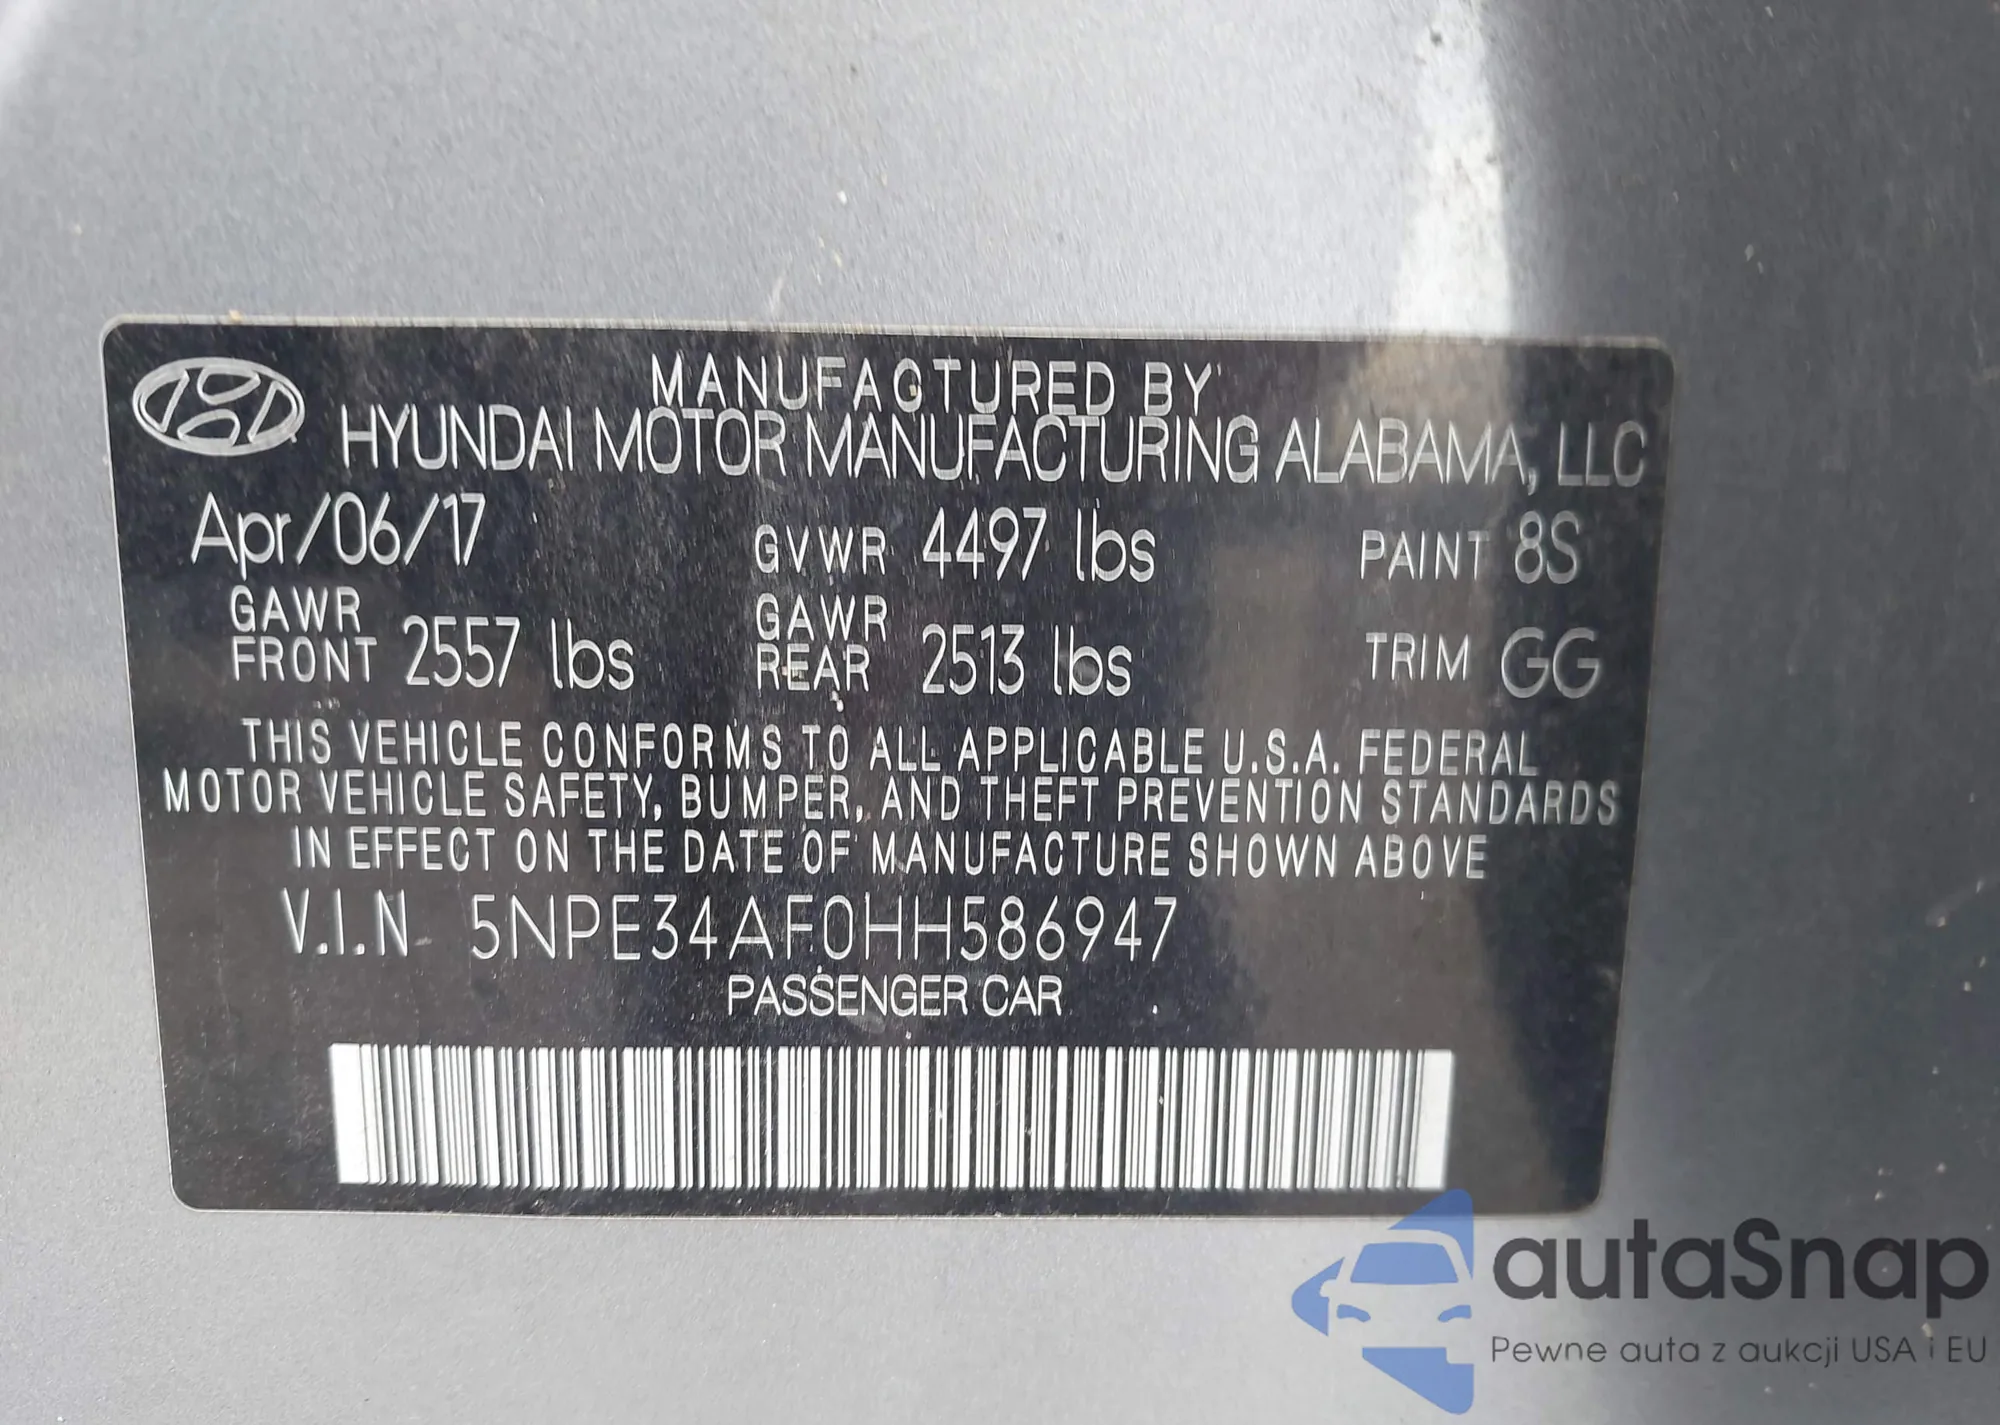 MANUFACTURED BY
HYUNDAI MOTOR MANUFACTURING ALABAMA, LLC
Apr/06/17 GVWR 4497 lbs PAINT 8S
GAWR FRONT 2557 lbs GAWR REAR 2513 lbs TRIM GG
THIS VEHICLE CONFORMS TO ALL APPLICABLE U.S.A. FEDERAL
MOTOR VEHICLE SAFETY, BUMPER, AND THEFT PREVENTION STANDARDS
IN EFFECT ON THE DATE OF MANUFACTURE SHOWN ABOVE
V.I.N 5NPE34AF0HH586947
PASSENGER CAR
autaSnap
Pewne auta z aukcji USA i EU